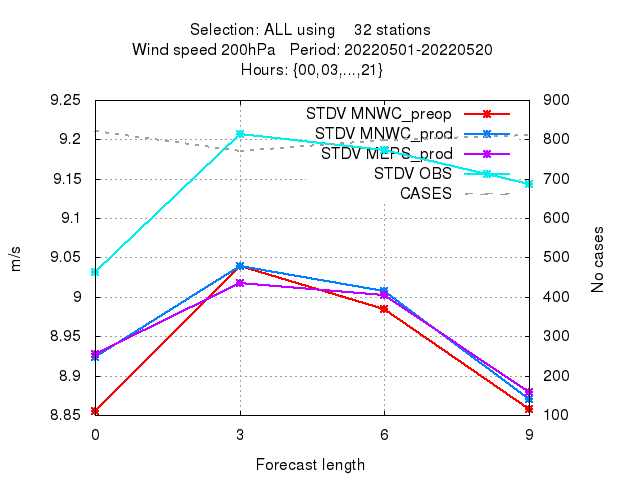 Selection: ALL using 32 stations
Wind speed 200hPa Period: 20220501-20220520
Hours: {00,03,...,21}
9.25
9.2
9.15
9.1
9.05
9
8.95
8.9
8.85
900
800
700
600
500
400
300
200
100
STDV MNWC_preop
STDV MNWC_prod
STDV MEPS_prod
STDV OBS
CASES
m/s
No cases
0 3 6 9
Forecast length